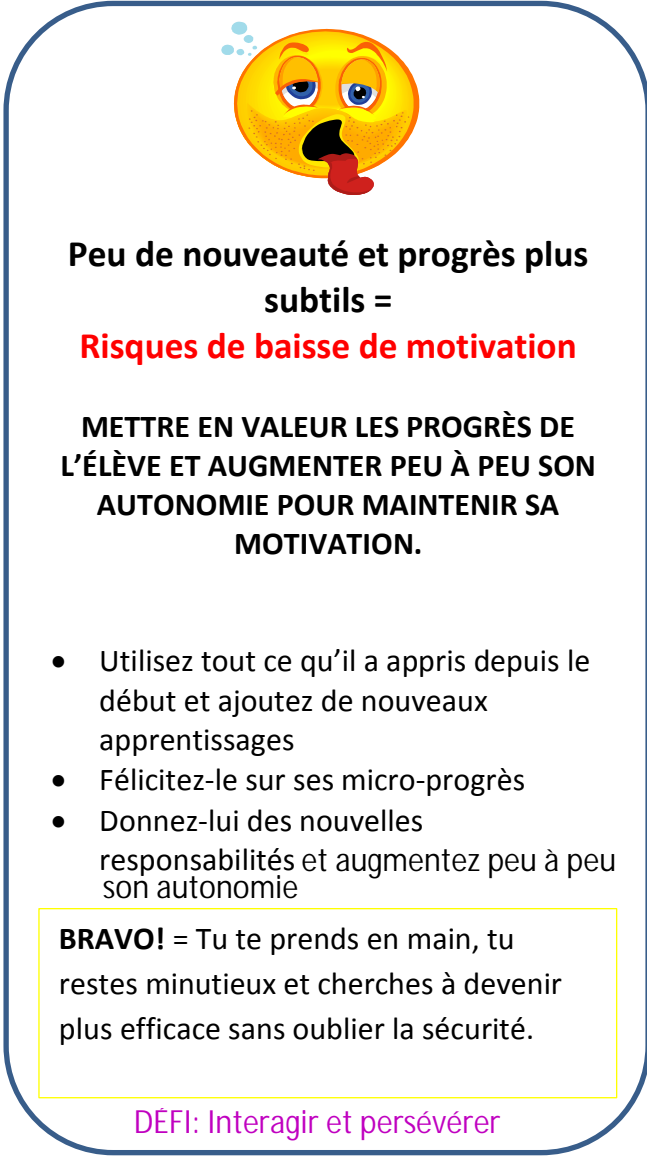 Peu de nouveauté et progrès plus
subtils =
Risques de baisse de motivation
METTRE EN VALEUR LES PROGRÈS DE
L’ÉLÈVE ET AUGMENTER PEU À PEU SON
AUTONOMIE POUR MAINTENIR SA
MOTIVATION.
• Utilisez tout ce qu’il a appris depuis le
début et ajoutez de nouveaux
apprentissages
• Félicitez-le sur ses micro-progrès
• Donnez-lui des nouvelles
responsabilités et augmentez peu à peu
son autonomie
BRAVO! = Tu te prends en main, tu
restes minutieux et cherches à devenir
plus efficace sans oublier la sécurité.
DÉFI: Interagir et persévérer